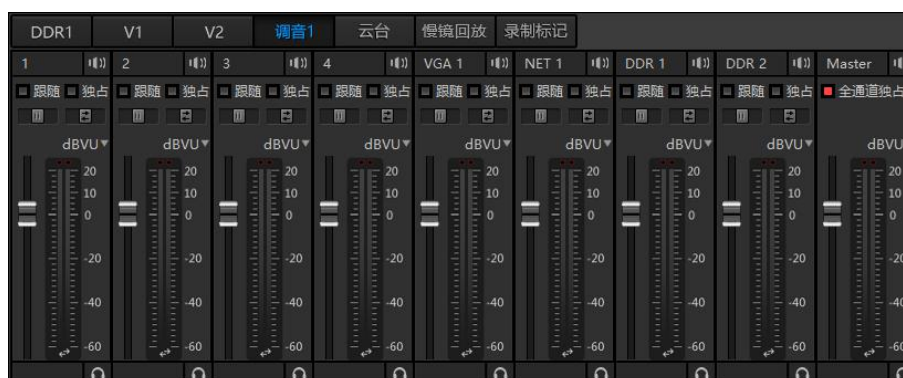 DDR1 V1 V2 调音1 云台 慢镜回放 录制标记
1 2 3 4 VGA 1 NET 1 DDR 1 DDR 2 Master
跟随 独占 跟随 独占 跟随 独占 跟随 独占 跟随 独占 跟随 独占 跟随 独占 跟随 独占 全通道独占
dBVU dBVU dBVU dBVU dBVU dBVU dBVU dBVU dBVU
20 20 20 20 20 20 20 20 20
10 10 10 10 10 10 10 10 10
0 0 0 0 0 0 0 0 0
-20 -20 -20 -20 -20 -20 -20 -20 -20
-40 -40 -40 -40 -40 -40 -40 -40 -40
-60 -60 -60 -60 -60 -60 -60 -60 -60